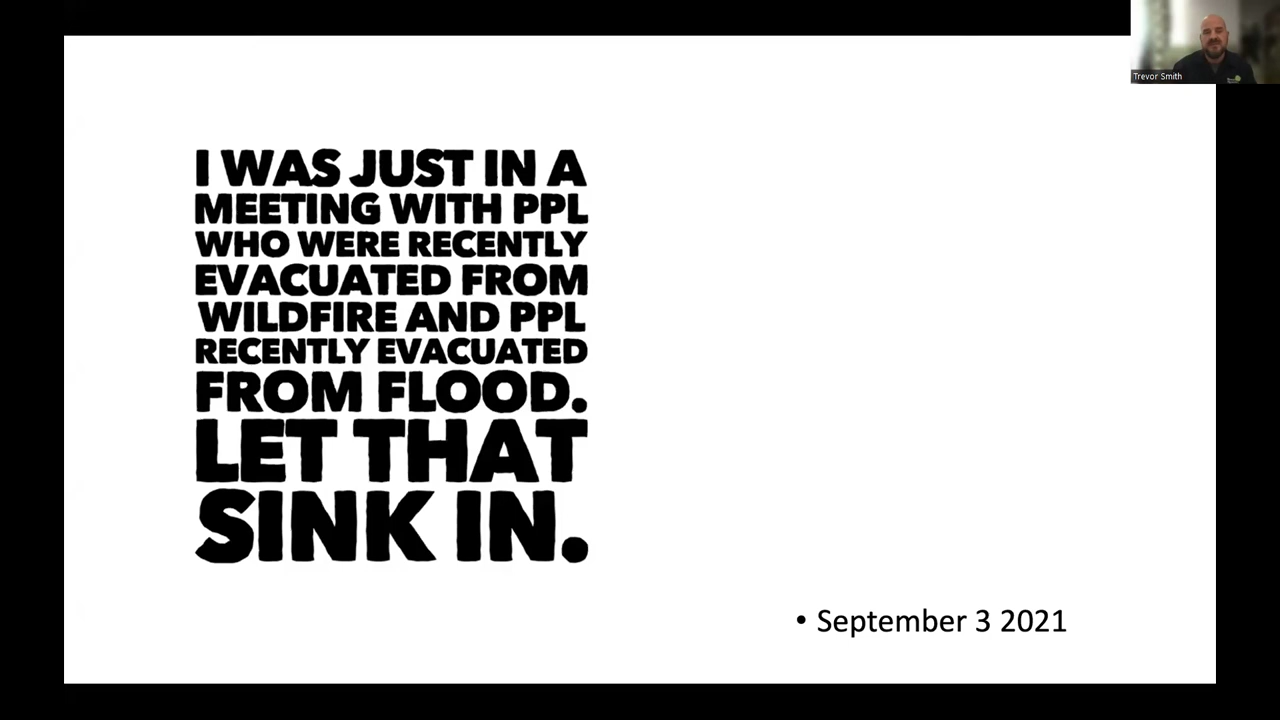 Trevor Smith
I WAS JUST IN A
MEETING WITH PPL
WHO WERE RECENTLY
EVACUATED FROM
WILDFIRE AND PPL
RECENTLY EVACUATED
FROM FLOOD.
LET THAT
SINK IN.
• September 3 2021